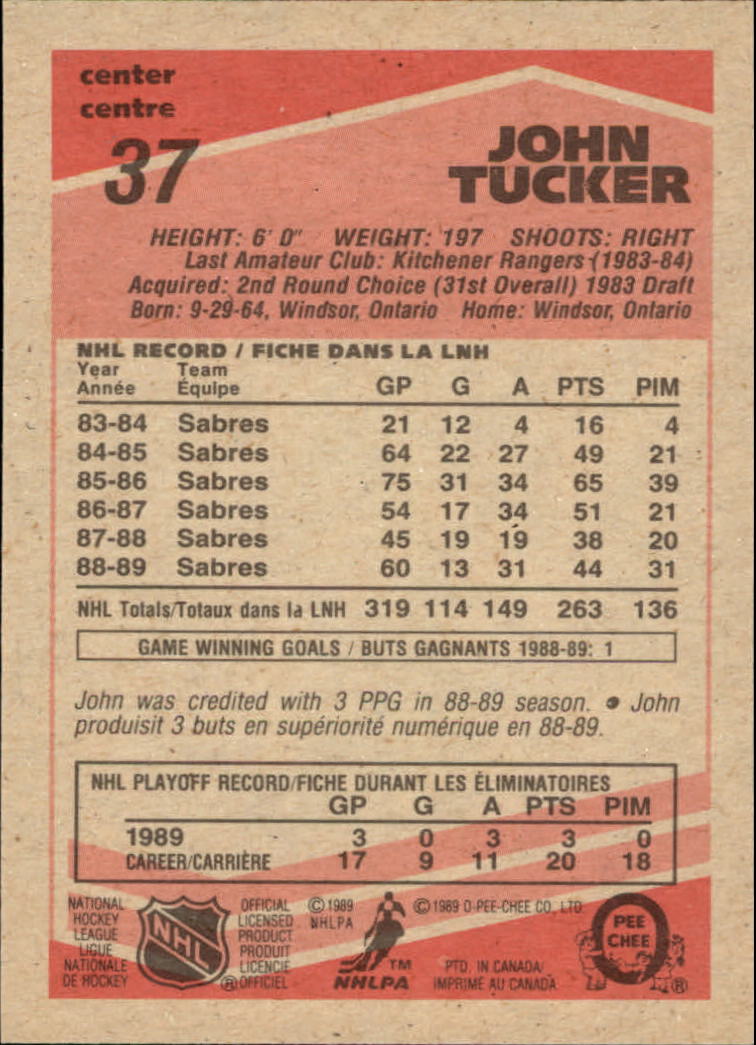 center
centre
37
JOHN
TUCKER
HEIGHT: 6' 0" WEIGHT: 197 SHOOTS: RIGHT
Last Amateur Club: Kitchener Rangers (1983-84)
Acquired: 2nd Round Choice (31st Overall) 1983 Draft
Born: 9-29-64, Windsor, Ontario Home: Windsor, Ontario
NHL RECORD / FICHE DANS LA LNH
Year Team
Année Équipe GP G A PTS PIM
83-84 Sabres 21 12 4 16 4
84-85 Sabres 64 22 27 49 21
85-86 Sabres 75 31 34 65 39
86-87 Sabres 54 17 34 51 21
87-88 Sabres 45 19 19 38 20
88-89 Sabres 60 13 31 44 31
NHL Totals/Totaux dans la LNH 319 114 149 263 136
GAME WINNING GOALS / BUTS GAGNANTS 1988-89: 1
John was credited with 3 PPG in 88-89 season. • John
produisit 3 buts en supériorité numérique en 88-89.
NHL PLAYOFF RECORD/FICHE DURANT LES ÉLIMINATOIRES
GP G A PTS PIM
1989 3 0 3 3 0
CAREER/CARRIÈRE 17 9 11 20 18
NATIONAL
HOCKEY
LEAGUE
LIGUE
NATIONALE
DE HOCKEY
NHL
OFFICIAL
LICENSED
PRODUCT
PRODUIT
LICENCIÉ
® OFFICIEL
© 1989
NHLPA
TM
NHLPA
© 1989 O-PEE-CHEE CO. LTD.
PTD. IN CANADA/
IMPRIMÉ AU CANADA
O
PEE
CHEE
®